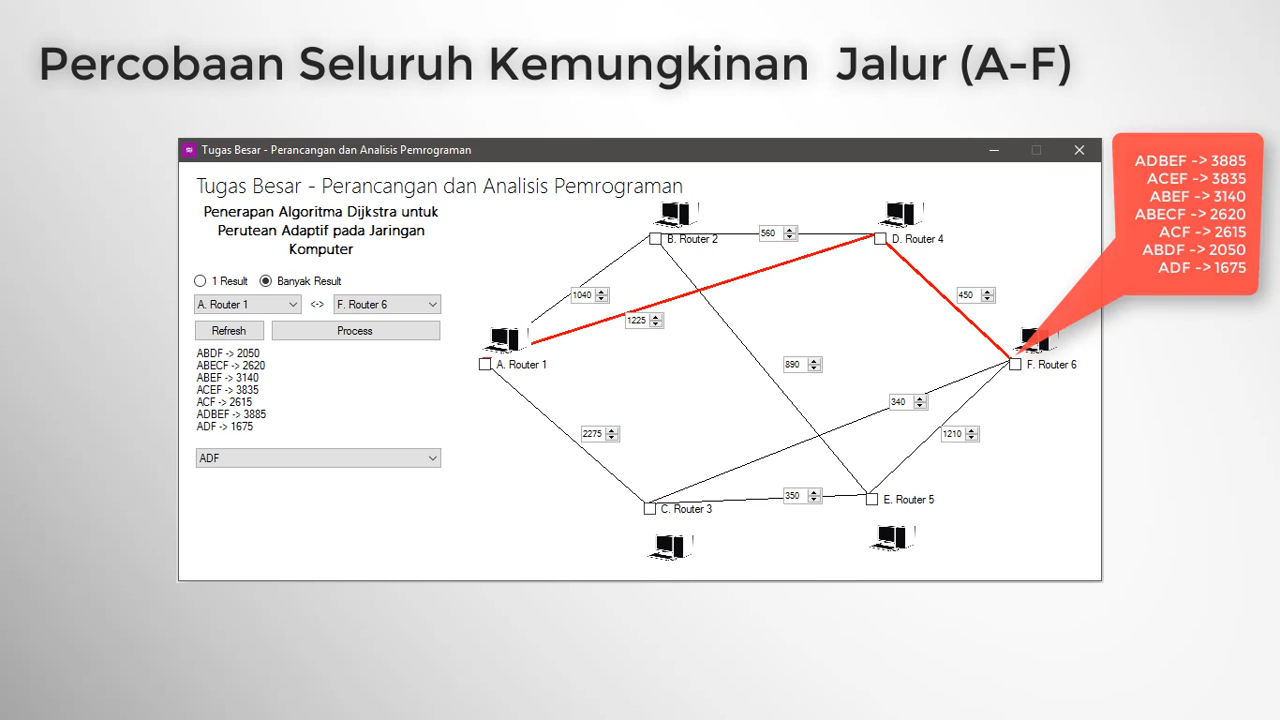 Percobaan Seluruh Kemungkinan Jalur (A-F)
Tugas Besar - Perancangan dan Analisis Pemrograman
Tugas Besar - Perancangan dan Analisis Pemrograman
Penerapan Algoritma Dijkstra untuk
Perutean Adaptif pada Jaringan
Komputer
1 Result
Banyak Result
A. Router 1
<->
F. Router 6
Refresh
Process
ABDF -> 2050
ABECF -> 2620
ABEF -> 3140
ACEF -> 3835
ACF -> 2615
ADBEF -> 3885
ADF -> 1675
ADF
B. Router 2
560
D. Router 4
1040
1225
450
A. Router 1
890
F. Router 6
340
2275
1210
350
C. Router 3
E. Router 5
ADBEF -> 3885
ACEF -> 3835
ABEF -> 3140
ABECF -> 2620
ACF -> 2615
ABDF -> 2050
ADF -> 1675